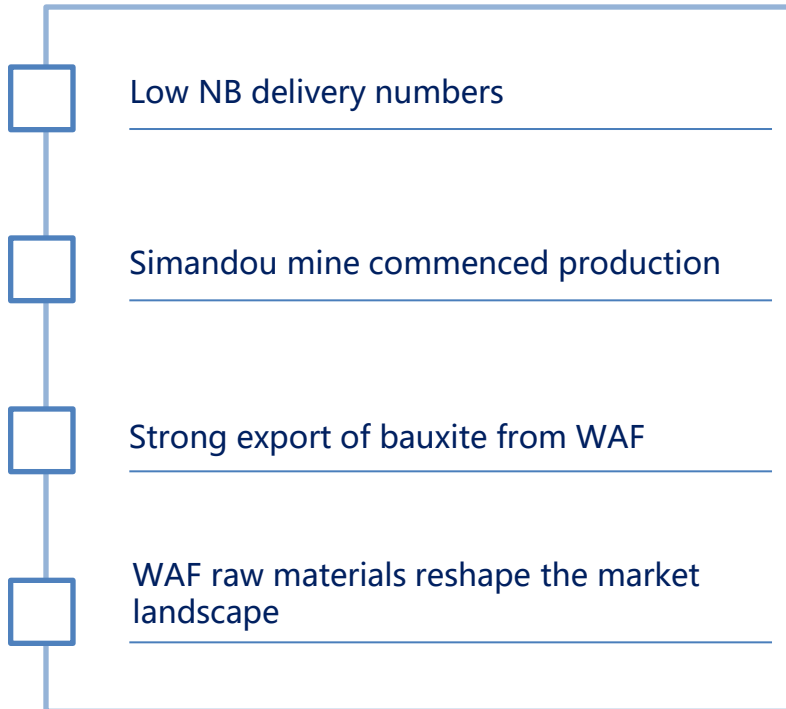 Low NB delivery numbers
Simandou mine commenced production
Strong export of bauxite from WAF
WAF raw materials reshape the market
landscape